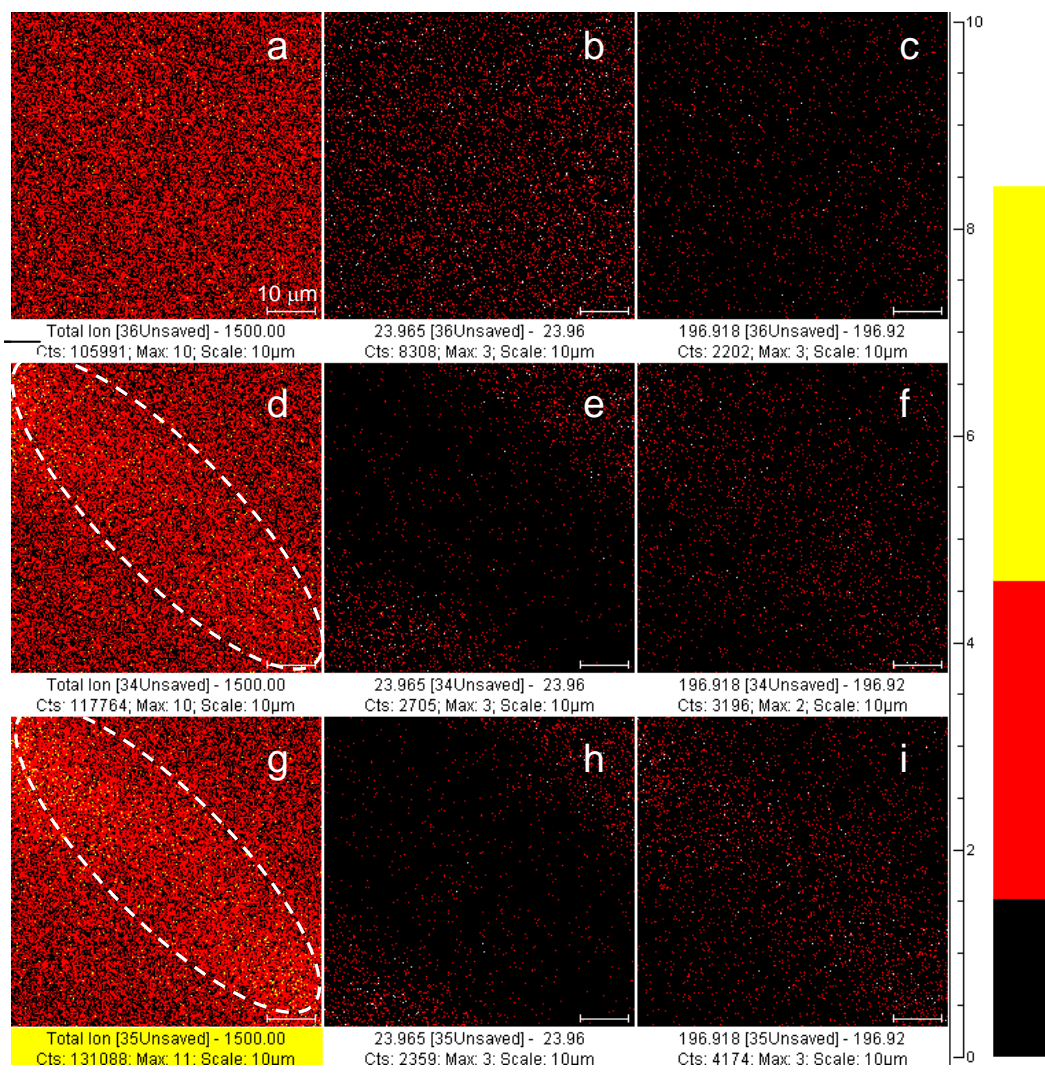 a b c
10 μm
Total Ion [36Unsaved] - 1500.00
Cts: 105991; Max: 10; Scale: 10μm
23.965 [36Unsaved] - 23.96
Cts: 8308; Max: 3; Scale: 10μm
196.918 [36Unsaved] - 196.92
Cts: 2202; Max: 3; Scale: 10μm
d e f
Total Ion [34Unsaved] - 1500.00
Cts: 117764; Max: 10; Scale: 10μm
23.965 [34Unsaved] - 23.96
Cts: 2705; Max: 3; Scale: 10μm
196.918 [34Unsaved] - 196.92
Cts: 3196; Max: 2; Scale: 10μm
g h i
Total Ion [35Unsaved] - 1500.00
Cts: 131088; Max: 11; Scale: 10μm
23.965 [35Unsaved] - 23.96
Cts: 2359; Max: 3; Scale: 10μm
196.918 [35Unsaved] - 196.92
Cts: 4174; Max: 3; Scale: 10μm
10
8
6
4
2
0